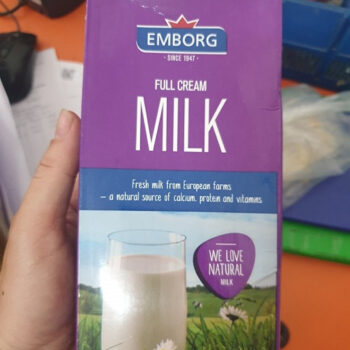 EMBORG
· SINCE 1947 ·
FULL CREAM
MILK
Fresh milk from European farms
– a natural source of calcium, protein and vitamins
WE LOVE
NATURAL
MILK